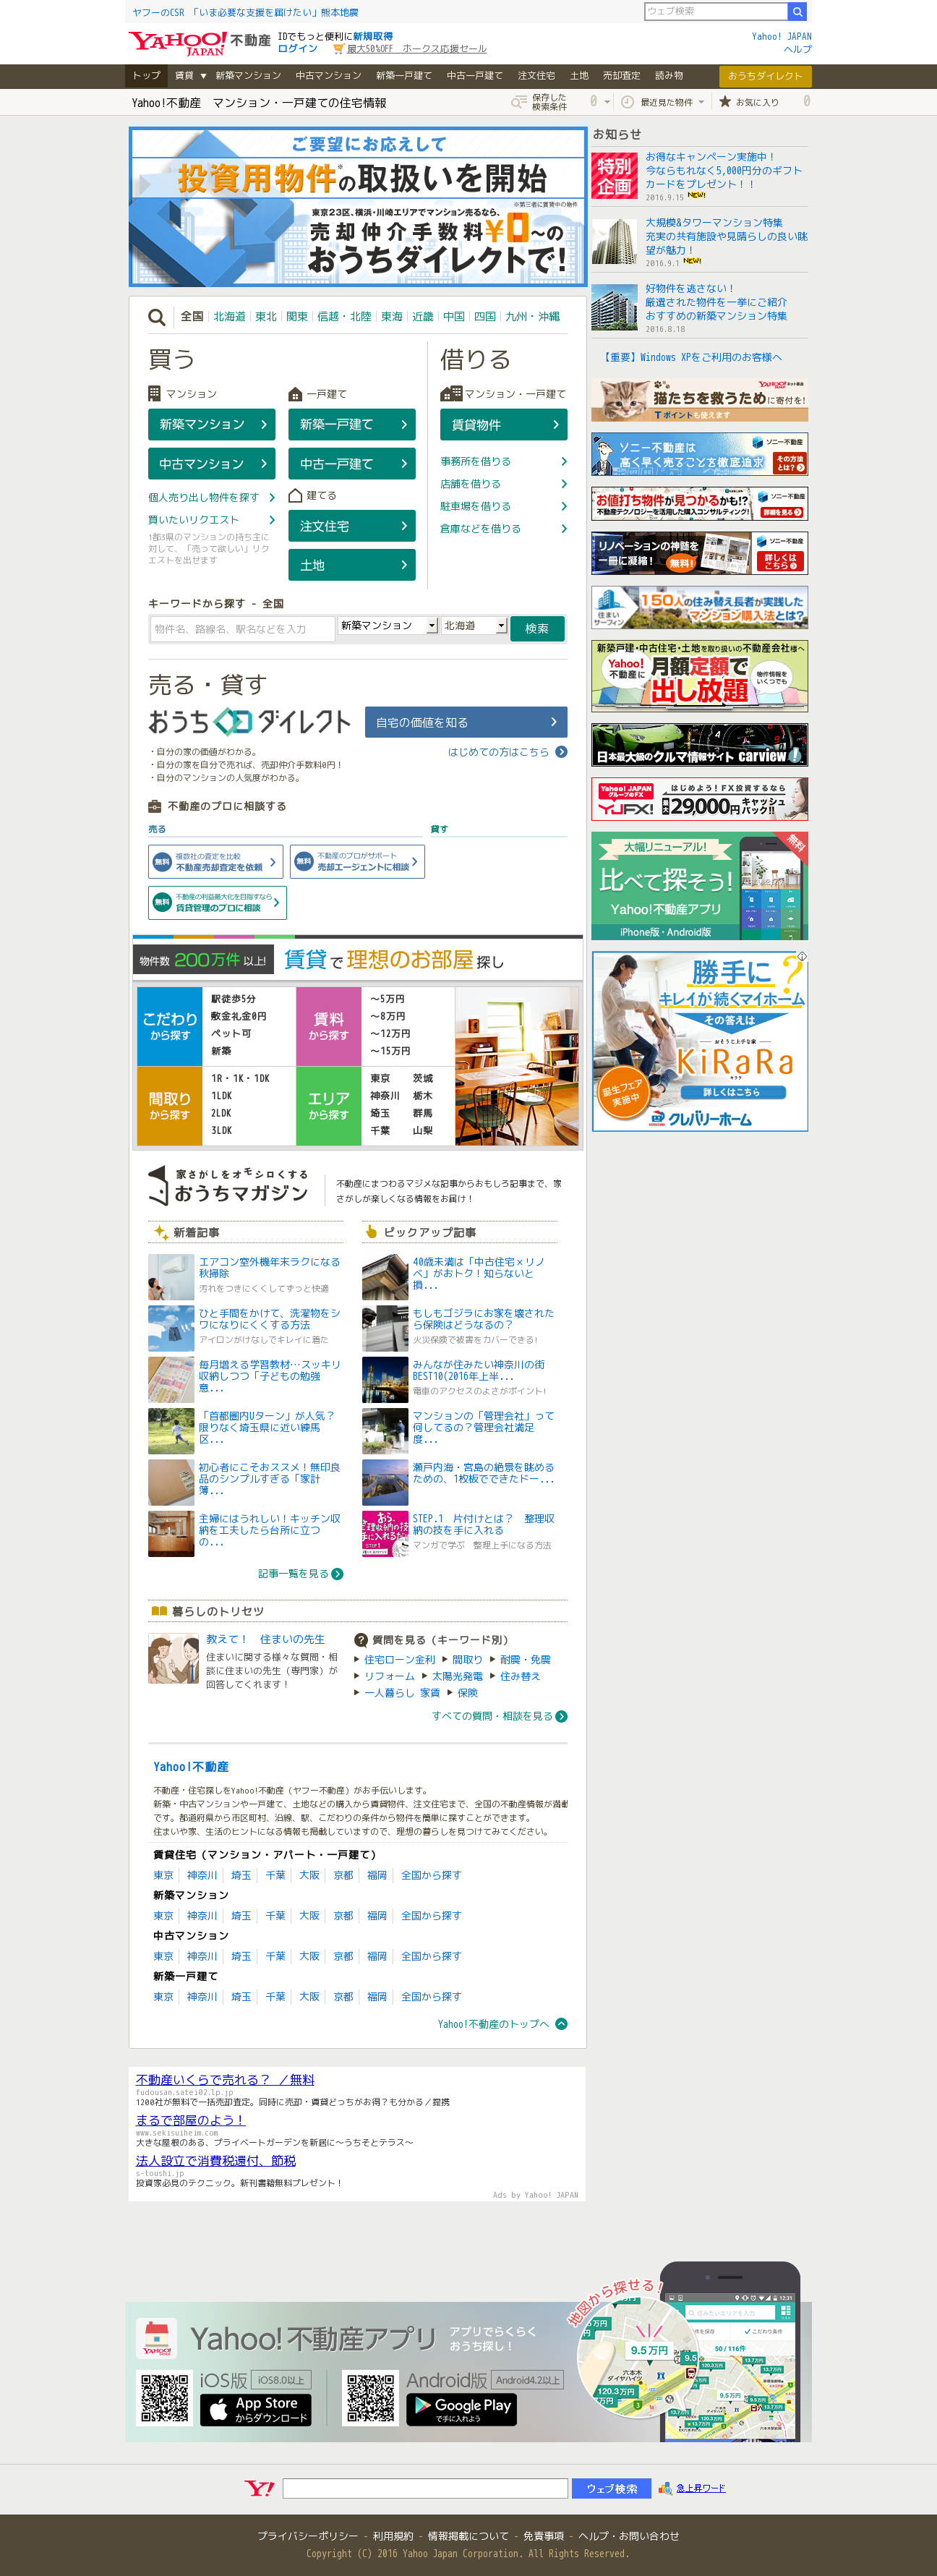 ヤフーのCSR 「いま必要な支援を届けたい」熊本地震
ウェブ検索
YAHOO! JAPAN 不動産
IDでもっと便利に新規取得
ログイン 最大50%OFF ホークス応援セール
Yahoo! JAPAN
ヘルプ
トップ 賃貸 ▼ 新築マンション 中古マンション 新築一戸建て 中古一戸建て 注文住宅 土地 売却査定 読み物 おうちダイレクト
Yahoo!不動産 マンション・一戸建ての住宅情報
保存した検索条件 0 最近見た物件 お気に入り 0
ご要望にお応えして
投資用物件※の取扱いを開始
※第三者に賃貸中の物件
東京23区、横浜・川崎エリアでマンション売るなら、
売却仲介手数料¥0〜の
おうちダイレクトで!
お知らせ
特別企画
お得なキャンペーン実施中！
今ならもれなく5,000円分のギフトカードをプレゼント！！
2016.9.15 NEW!
大規模&タワーマンション特集
充実の共有施設や見晴らしの良い眺望が魅力！
2016.9.1 NEW!
好物件を逃さない！
厳選された物件を一挙にご紹介
おすすめの新築マンション特集
2016.8.18
【重要】Windows XPをご利用のお客様へ
猫たちを救うために寄付を!
Tポイントも使えます
ソニー不動産は
高く早く売ることを徹底追求
ソニー不動産
その方法とは?
お値打ち物件が見つかるかも!?
不動産テクノロジーを活用した購入コンサルティング!
ソニー不動産
詳細を見る
リノベーションの神髄を
一冊に凝縮! 無料!
ソニー不動産
詳しくはこちら
住まいサーフィン
150人の住み替え長者が実践した
マンション購入法とは?
新築戸建・中古住宅・土地を取り扱いの不動産会社様へ
Yahoo!不動産に
月額定額で
出し放題
物件情報をいくつでも
日本最大級のクルマ情報サイト carview!
Yahoo! JAPANグループのFX
YJFX!
はじめよう! FX投資するなら
最大29,000円キャッシュバック!!
大幅リニューアル!
無料
比べて探そう!
Yahoo!不動産アプリ
iPhone版・Android版
勝手に?
キレイが続くマイホーム
その答えは
おうちに上手な家
KiRaRa
キララ
誕生フェア実施中
詳しくはこちら
クレバリーホーム
全国 北海道 東北 関東 信越・北陸 東海 近畿 中国 四国 九州・沖縄
買う
マンション
新築マンション
中古マンション
個人売り出し物件を探す
買いたいリクエスト
1都3県のマンションの持ち主に対して、「売って欲しい」リクエストを出せます
一戸建て
新築一戸建て
中古一戸建て
建てる
注文住宅
土地
借りる
マンション・一戸建て
賃貸物件
事務所を借りる
店舗を借りる
駐車場を借りる
倉庫などを借りる
キーワードから探す - 全国
物件名、路線名、駅名などを入力 新築マンション 北海道 検索
売る・貸す
おうちダイレクト
自宅の価値を知る
はじめての方はこちら
・自分の家の価値がわかる。
・自分の家を自分で売れば、売却仲介手数料0円！
・自分のマンションの人気度がわかる。
不動産のプロに相談する
売る 貸す
無料 複数社の査定を比較
不動産売却査定を依頼
無料 不動産のプロがサポート
売却エージェントに相談
無料 不動産の利益最大化を目指すなら
賃貸管理のプロに相談
物件数 200万件 以上! 賃貸で理想のお部屋探し
こだわりから探す
駅徒歩5分
敷金礼金0円
ペット可
新築
賃料から探す
〜5万円
〜8万円
〜12万円
〜15万円
間取りから探す
1R・1K・1DK
1LDK
2LDK
3LDK
エリアから探す
東京 茨城
神奈川 栃木
埼玉 群馬
千葉 山梨
家さがしをオモシロくする
おうちマガジン
不動産にまつわるマジメな記事からおもしろ記事まで、家さがしが楽しくなる情報をお届け！
新着記事
エアコン室外機年末ラクになる秋掃除
汚れをつきにくくしてずっと快適
ひと手間をかけて、洗濯物をシワになりにくくする方法
アイロンがけなしでキレイに着た
毎月増える学習教材…スッキリ収納しつつ「子どもの勉強意...
「首都圏内Uターン」が人気？限りなく埼玉県に近い練馬区...
初心者にこそおススメ！無印良品のシンプルすぎる「家計簿...
主婦にはうれしい！キッチン収納を工夫したら台所に立つの...
記事一覧を見る
ピックアップ記事
40歳未満は「中古住宅×リノベ」がおトク！知らないと損...
もしもゴジラにお家を壊されたら保険はどうなるの？
火災保険で被害をカバーできる!
みんなが住みたい神奈川の街BEST10(2016年上半...
電車のアクセスのよさがポイント!
マンションの「管理会社」って何してるの？管理会社満足度...
瀬戸内海・宮島の絶景を眺めるための、1枚板でできたドー...
STEP.1 片付けとは？ 整理収納の技を手に入れる
マンガで学ぶ 整理上手になる方法
暮らしのトリセツ
教えて！ 住まいの先生
住まいに関する様々な質問・相談に住まいの先生（専門家）が回答してくれます！
質問を見る（キーワード別）
住宅ローン金利 間取り 耐震・免震
リフォーム 太陽光発電 住み替え
一人暮らし 家賃 保険
すべての質問・相談を見る
Yahoo!不動産
不動産・住宅探しをYahoo!不動産（ヤフー不動産）がお手伝いします。
新築・中古マンションや一戸建て、土地などの購入から賃貸物件、注文住宅まで、全国の不動産情報が満載
です。都道府県から市区町村、沿線、駅、こだわりの条件から物件を簡単に探すことができます。
住まいや家、生活のヒントになる情報も掲載していますので、理想の暮らしを見つけてみてください。
賃貸住宅（マンション・アパート・一戸建て）
東京 神奈川 埼玉 千葉 大阪 京都 福岡 全国から探す
新築マンション
東京 神奈川 埼玉 千葉 大阪 京都 福岡 全国から探す
中古マンション
東京 神奈川 埼玉 千葉 大阪 京都 福岡 全国から探す
新築一戸建て
東京 神奈川 埼玉 千葉 大阪 京都 福岡 全国から探す
Yahoo!不動産のトップへ
不動産いくらで売れる？ ／無料
fudousan.satei02.lp.jp
1200社が無料で一括売却査定。同時に売却・賃貸どっちがお得？も分かる／提携
まるで部屋のよう！
www.sekisuiheim.com
大きな屋根のある、プライベートガーデンを新居に〜うちそとテラス〜
法人設立で消費税還付、節税
s-toushi.jp
投資家必見のテクニック。新刊書籍無料プレゼント！
Ads by Yahoo! JAPAN
Yahoo!不動産アプリ
アプリでらくらく
おうち探し！
iOS版 iOS8.0以上
App Store
からダウンロード
Android版 Android4.2以上
Google Play
で手に入れよう
地図から探せる！
9.5万円
120.3万円
六本木
50/116件
こだわり条件
12:31
Y! ウェブ検索 急上昇ワード
プライバシーポリシー - 利用規約 - 情報掲載について - 免責事項 - ヘルプ・お問い合わせ
Copyright (C) 2016 Yahoo Japan Corporation. All Rights Reserved.